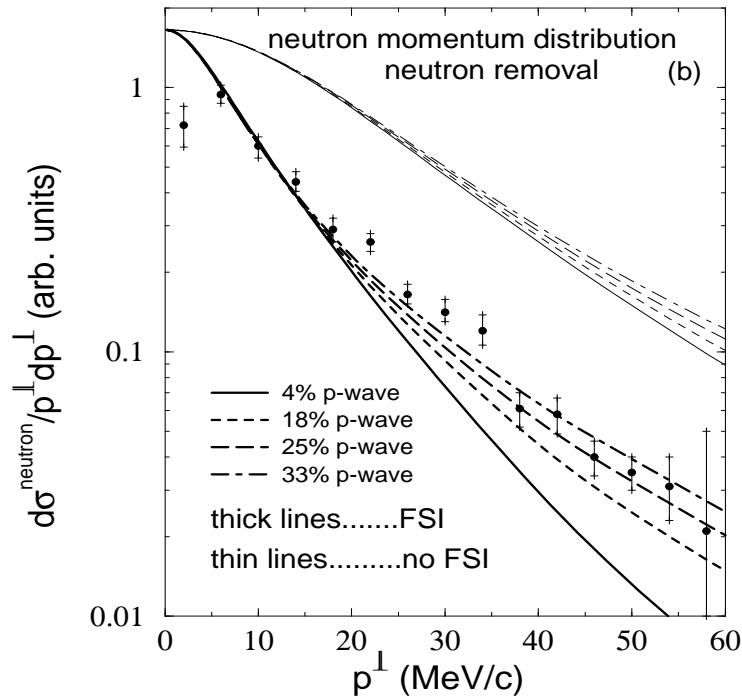 neutron momentum distribution
neutron removal (b)
1
0.1
0.01
dσ^neutron/p^⊥dp^⊥ (arb. units)
4% p-wave
18% p-wave
25% p-wave
33% p-wave
thick lines.......FSI
thin lines.........no FSI
0 10 20 30 40 50 60
p^⊥ (MeV/c)